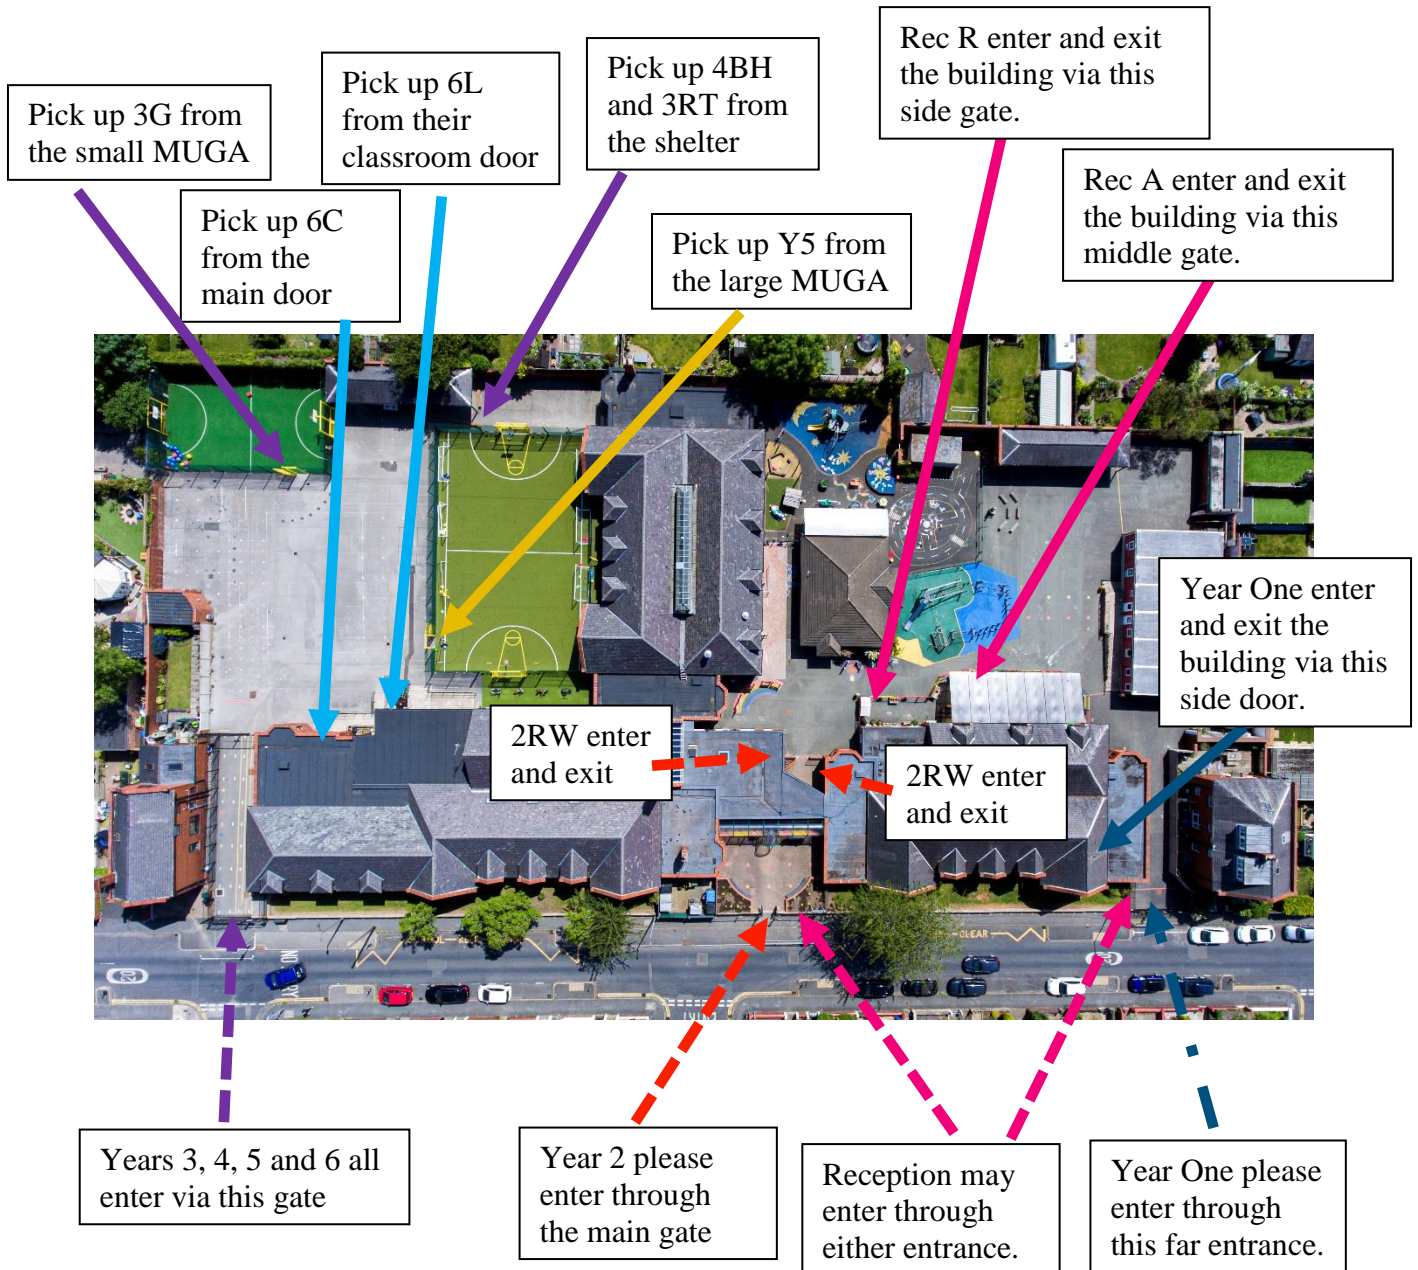 Rec R enter and exit
the building via this
side gate.
Pick up 4BH
and 3RT from
the shelter
Pick up 6L
from their
classroom door
Pick up 3G from
the small MUGA
Rec A enter and exit
the building via this
middle gate.
Pick up 6C
from the
main door
Pick up Y5 from
the large MUGA
Year One enter
and exit the
building via this
side door.
2RW enter
and exit
2RW enter
and exit
CLEAR
20
NO
Years 3, 4, 5 and 6 all
enter via this gate
Year 2 please
enter through
the main gate
Reception may
enter through
either entrance.
Year One please
enter through
this far entrance.